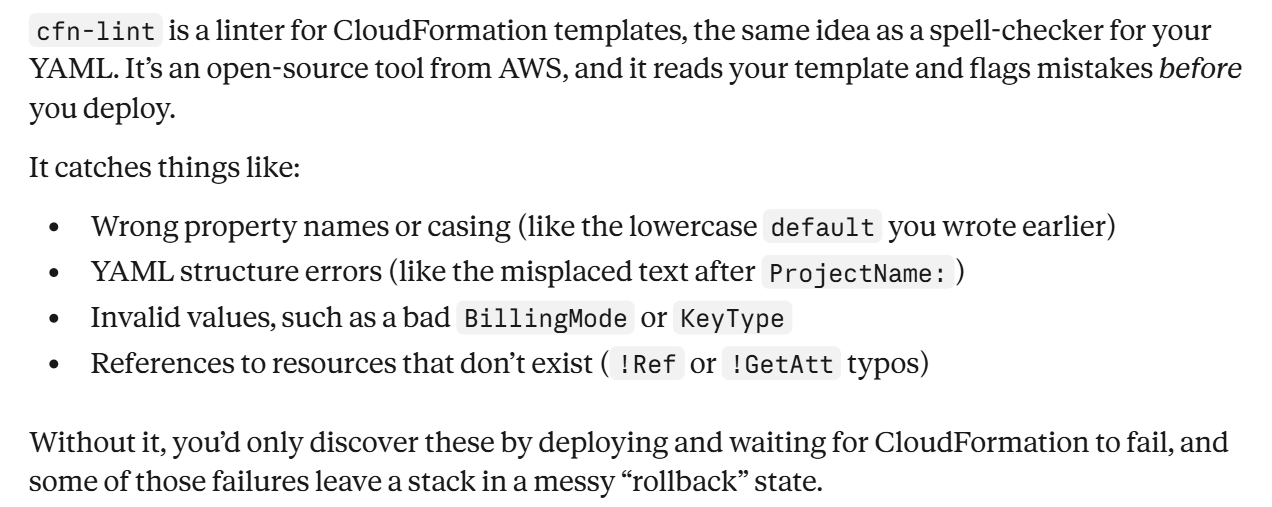 cfn-lint is a linter for CloudFormation templates, the same idea as a spell-checker for your
YAML. It’s an open-source tool from AWS, and it reads your template and flags mistakes before
you deploy.
It catches things like:
• Wrong property names or casing (like the lowercase default you wrote earlier)
• YAML structure errors (like the misplaced text after ProjectName: )
• Invalid values, such as a bad BillingMode or KeyType
• References to resources that don’t exist ( !Ref or !GetAtt typos)
Without it, you’d only discover these by deploying and waiting for CloudFormation to fail, and
some of those failures leave a stack in a messy “rollback” state.